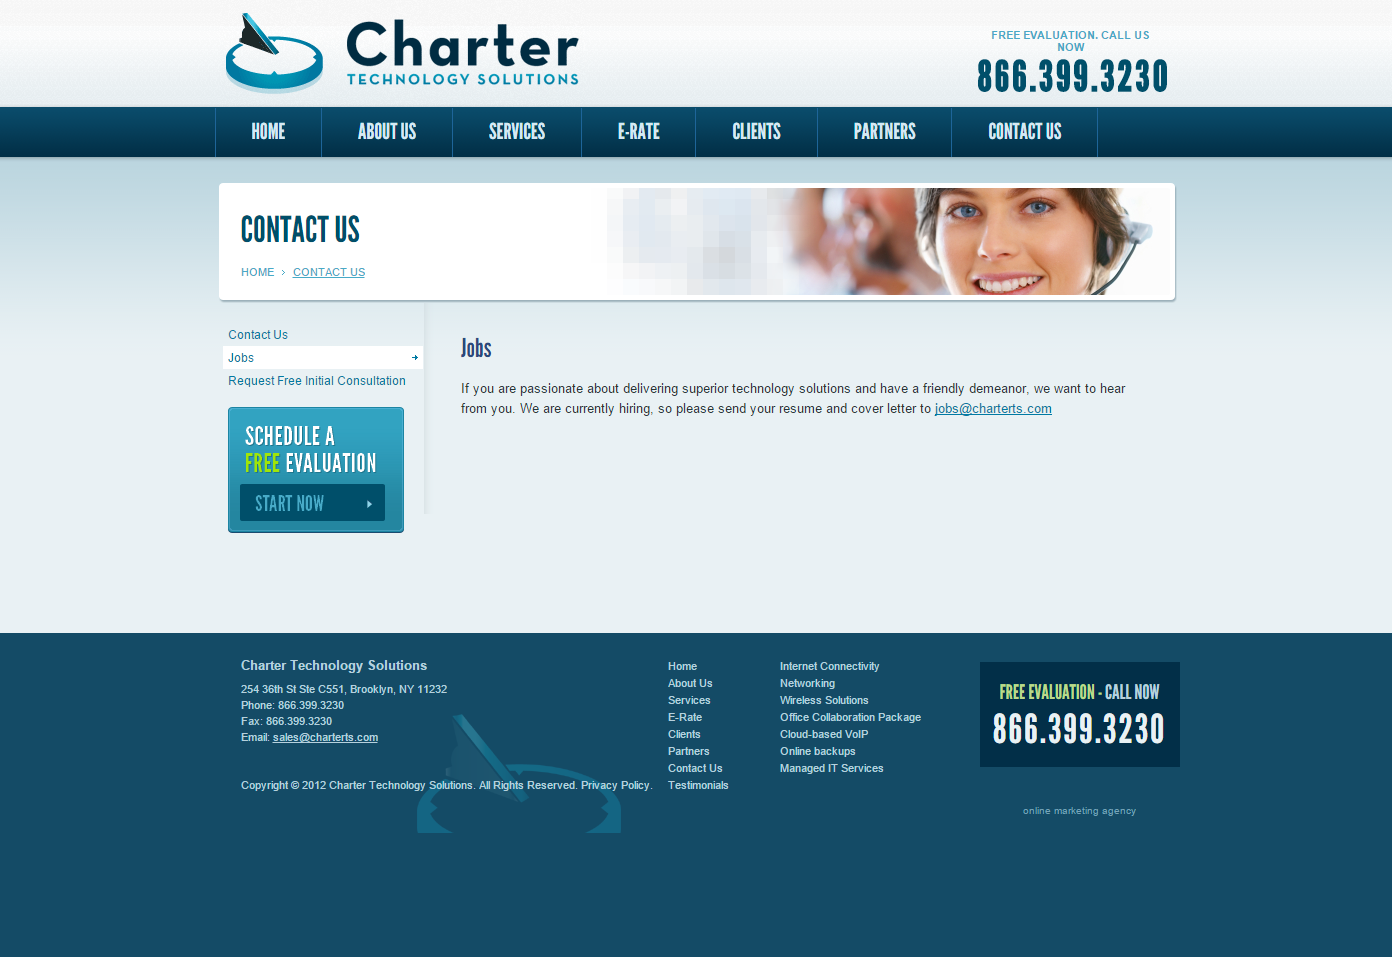 Charter
TECHNOLOGY SOLUTIONS
FREE EVALUATION. CALL US
NOW
866.399.3230
HOME
ABOUT US
SERVICES
E-RATE
CLIENTS
PARTNERS
CONTACT US
CONTACT US
HOME
CONTACT US
Contact Us
Jobs
Request Free Initial Consultation
SCHEDULE A
FREE EVALUATION
START NOW
Jobs
If you are passionate about delivering superior technology solutions and have a friendly demeanor, we want to hear
from you. We are currently hiring, so please send your resume and cover letter to jobs@charterts.com
Charter Technology Solutions
254 36th St Ste C551, Brooklyn, NY 11232
Phone: 866.399.3230
Fax: 866.399.3230
Email: sales@charterts.com
Copyright © 2012 Charter Technology Solutions. All Rights Reserved. Privacy Policy.
Home
About Us
Services
E-Rate
Clients
Partners
Contact Us
Testimonials
Internet Connectivity
Networking
Wireless Solutions
Office Collaboration Package
Cloud-based VoIP
Online backups
Managed IT Services
FREE EVALUATION - CALL NOW
866.399.3230
online marketing agency